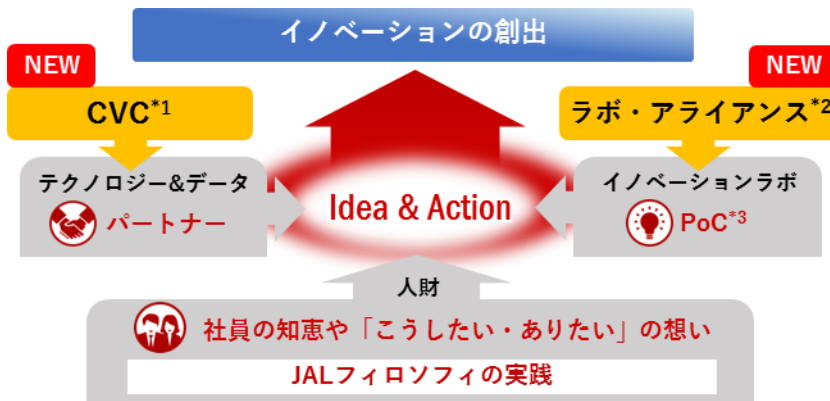 イノベーションの創出
NEW
CVC*1
テクノロジー&データ
パートナー
NEW
ラボ・アライアンス*2
イノベーションラボ
PoC*3
Idea & Action
人財
社員の知恵や「こうしたい・ありたい」の想い
JALフィロソフィの実践